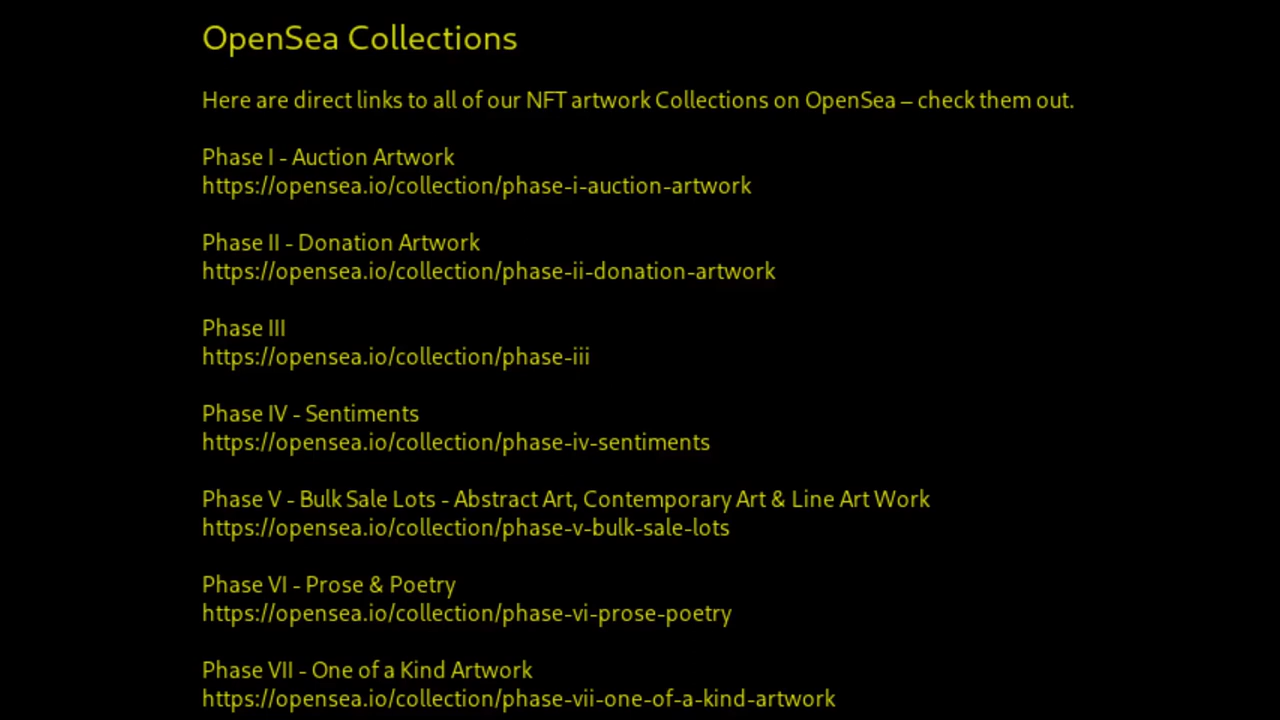 OpenSea Collections
Here are direct links to all of our NFT artwork Collections on OpenSea – check them out.
Phase I - Auction Artwork
https://opensea.io/collection/phase-i-auction-artwork
Phase II - Donation Artwork
https://opensea.io/collection/phase-ii-donation-artwork
Phase III
https://opensea.io/collection/phase-iii
Phase IV - Sentiments
https://opensea.io/collection/phase-iv-sentiments
Phase V - Bulk Sale Lots - Abstract Art, Contemporary Art & Line Art Work
https://opensea.io/collection/phase-v-bulk-sale-lots
Phase VI - Prose & Poetry
https://opensea.io/collection/phase-vi-prose-poetry
Phase VII - One of a Kind Artwork
https://opensea.io/collection/phase-vii-one-of-a-kind-artwork